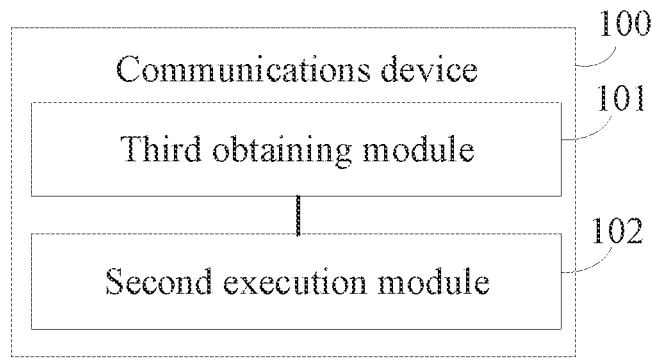 100
Communications device
101
Third obtaining module
102
Second execution module